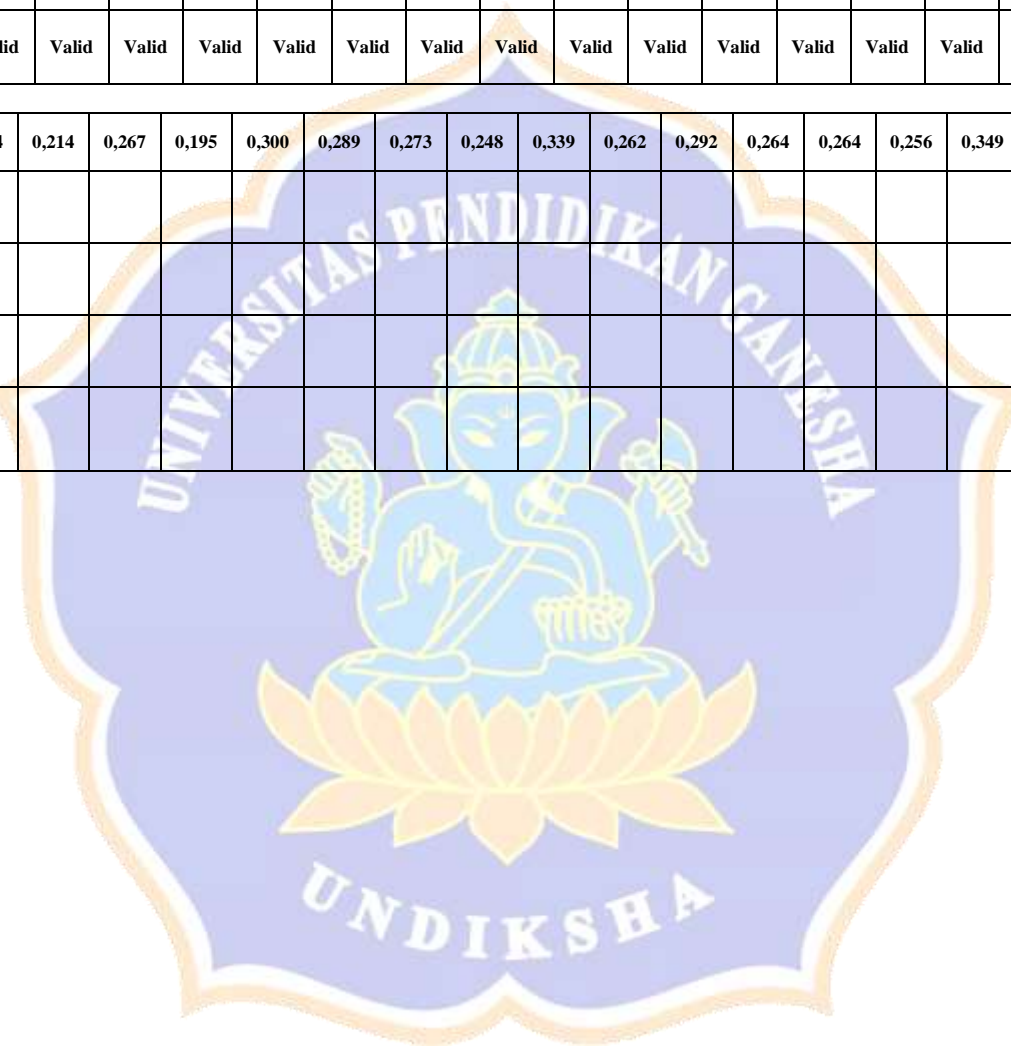 lid Valid Valid Valid Valid Valid Valid Valid Valid Valid Valid Valid Valid Valid
4 0,214 0,267 0,195 0,300 0,289 0,273 0,248 0,339 0,262 0,292 0,264 0,264 0,256 0,349
UNIVERSITAS PENDIDIKAN GANESHA
UNDIKSHA